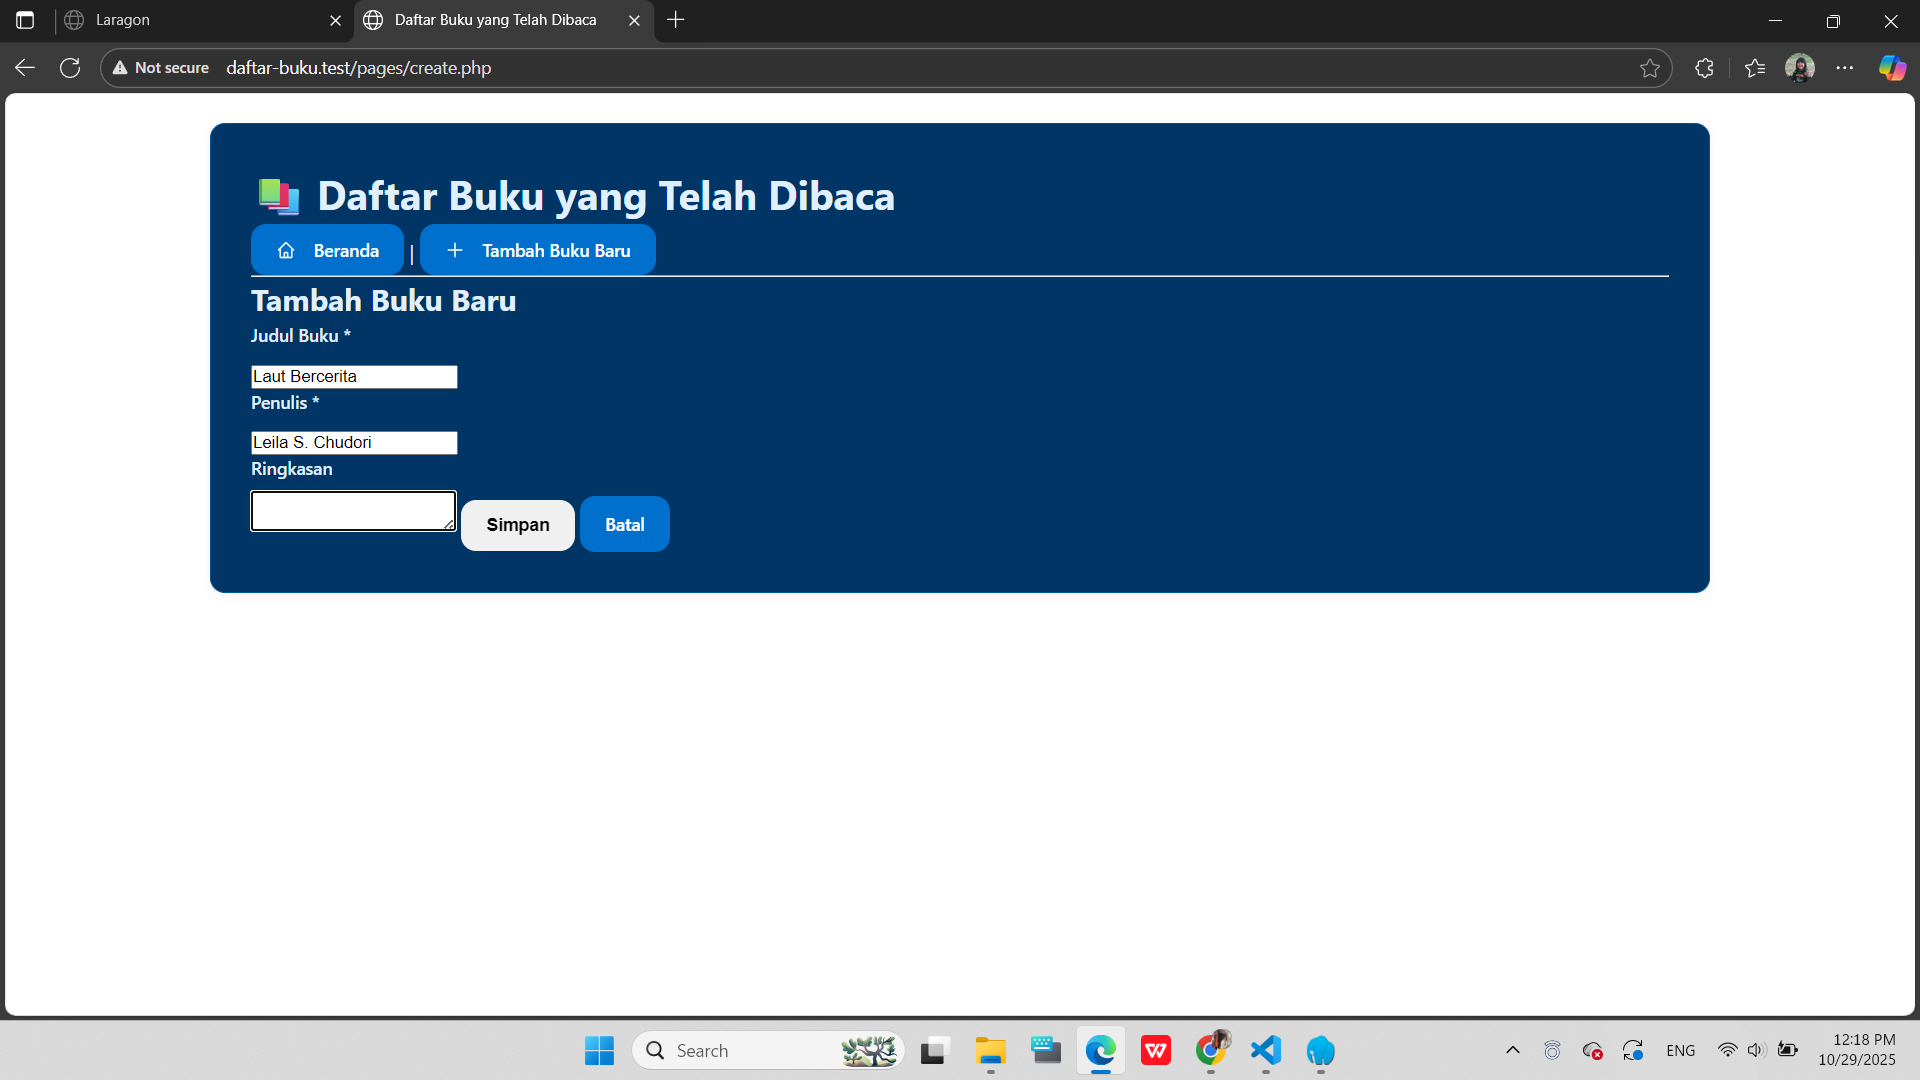 Laragon
Daftar Buku yang Telah Dibaca
Not secure daftar-buku.test/pages/create.php
Daftar Buku yang Telah Dibaca
Beranda | Tambah Buku Baru
Tambah Buku Baru
Judul Buku *
Laut Bercerita
Penulis *
Leila S. Chudori
Ringkasan
Simpan Batal
Search
ENG
12:18 PM
10/29/2025